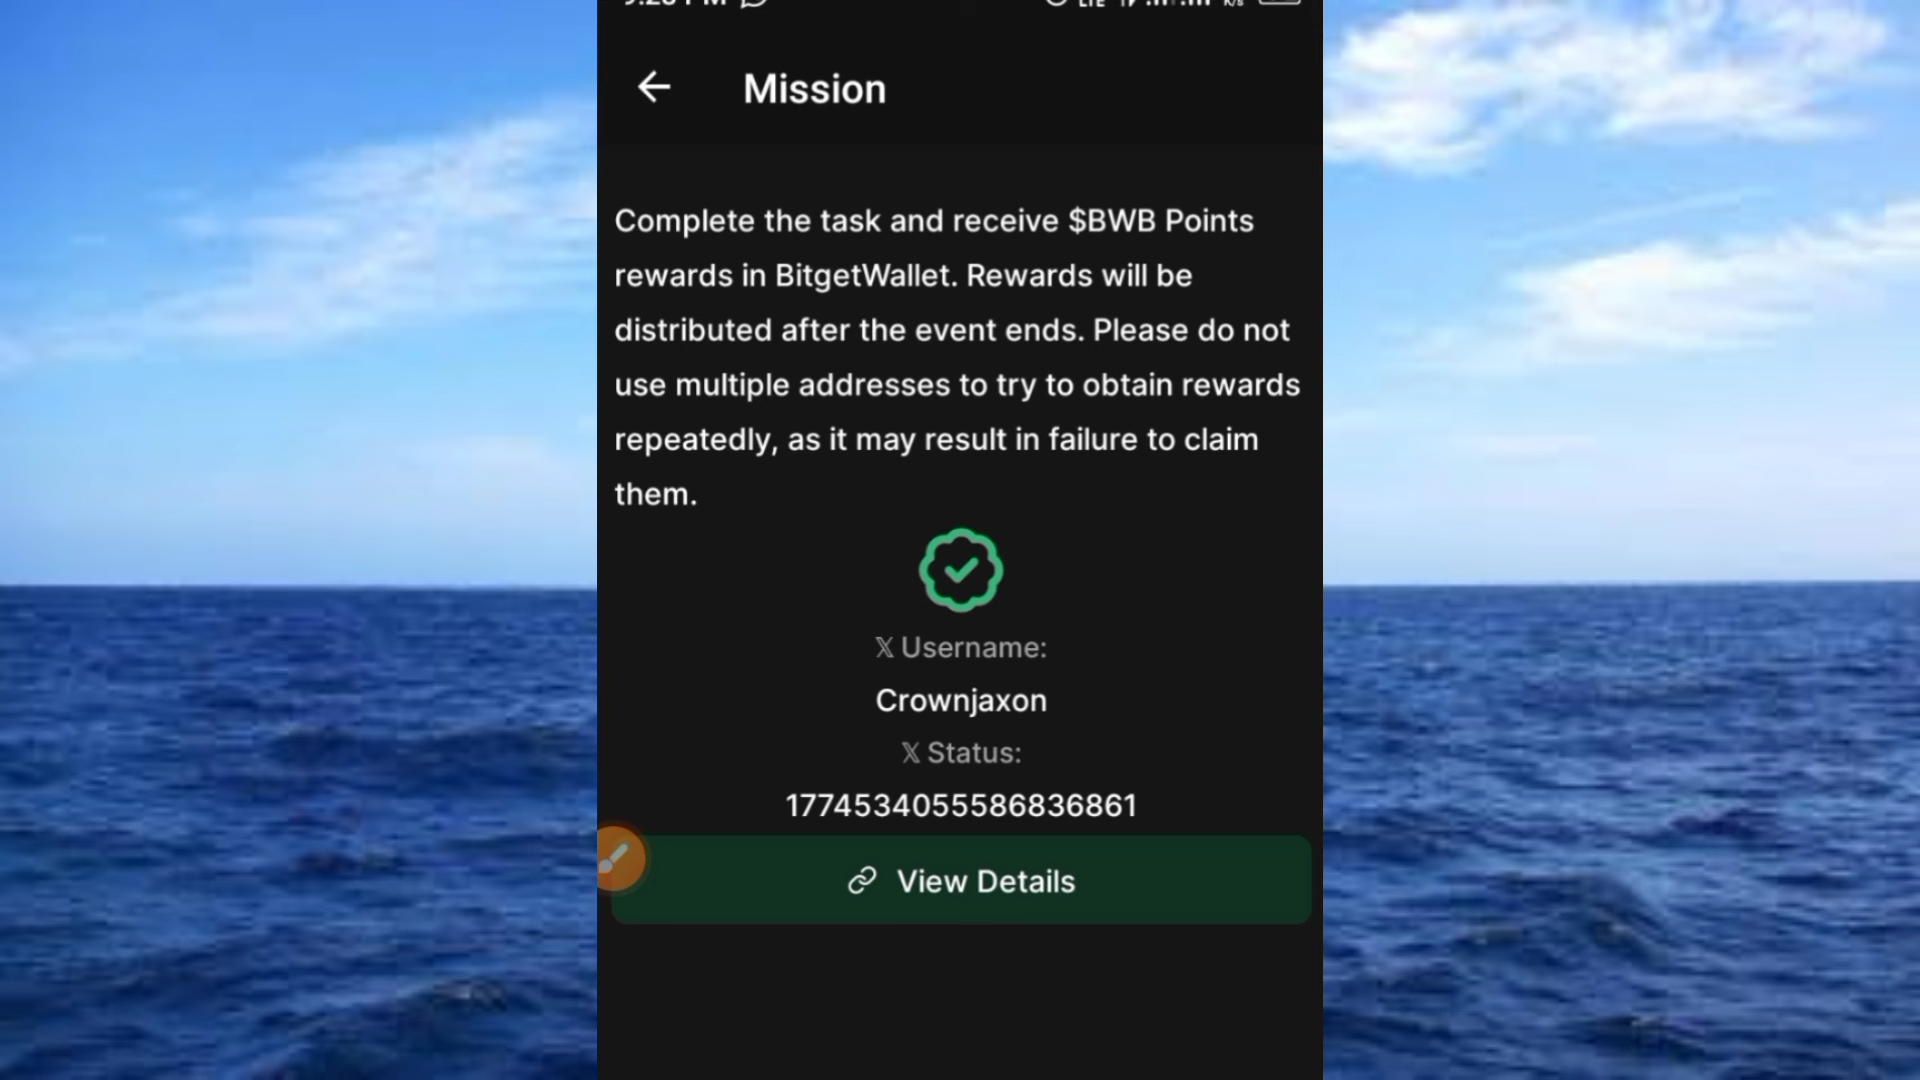 Mission
Complete the task and receive $BWB Points
rewards in BitgetWallet. Rewards will be
distributed after the event ends. Please do not
use multiple addresses to try to obtain rewards
repeatedly, as it may result in failure to claim
them.
𝕏 Username:
Crownjaxon
𝕏 Status:
1774534055586836861
View Details